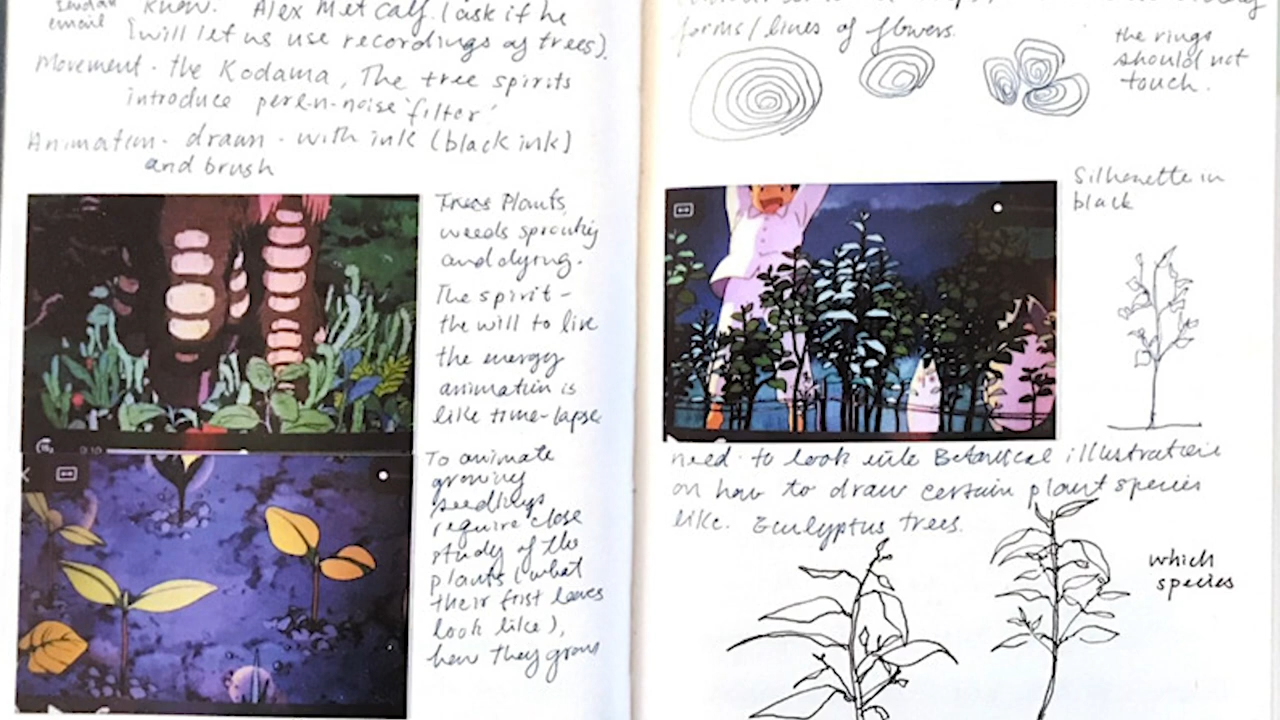 know. Alex Metcalf. (ask if he
email
will let us use recordings of trees).
Movement - the Kodama, The tree spirits
introduce peren-noise 'filter'
Animation - drawn - with ink (black ink)
and brush
Trees Plants,
weeds sprouting
and dying.
The spirit -
the will to live
the energy
animation is
like time-lapse
0:10
To animate
growing
seedlings
require close
study of the
plants (what
their frist leaves
look like),
how they grow
forms/lines of flowers.
the rings
should not
touch.
Silhouette in
black
need to look into Botanical illustration
on how to draw certain plant species
like. Eculyptus trees.
which
species